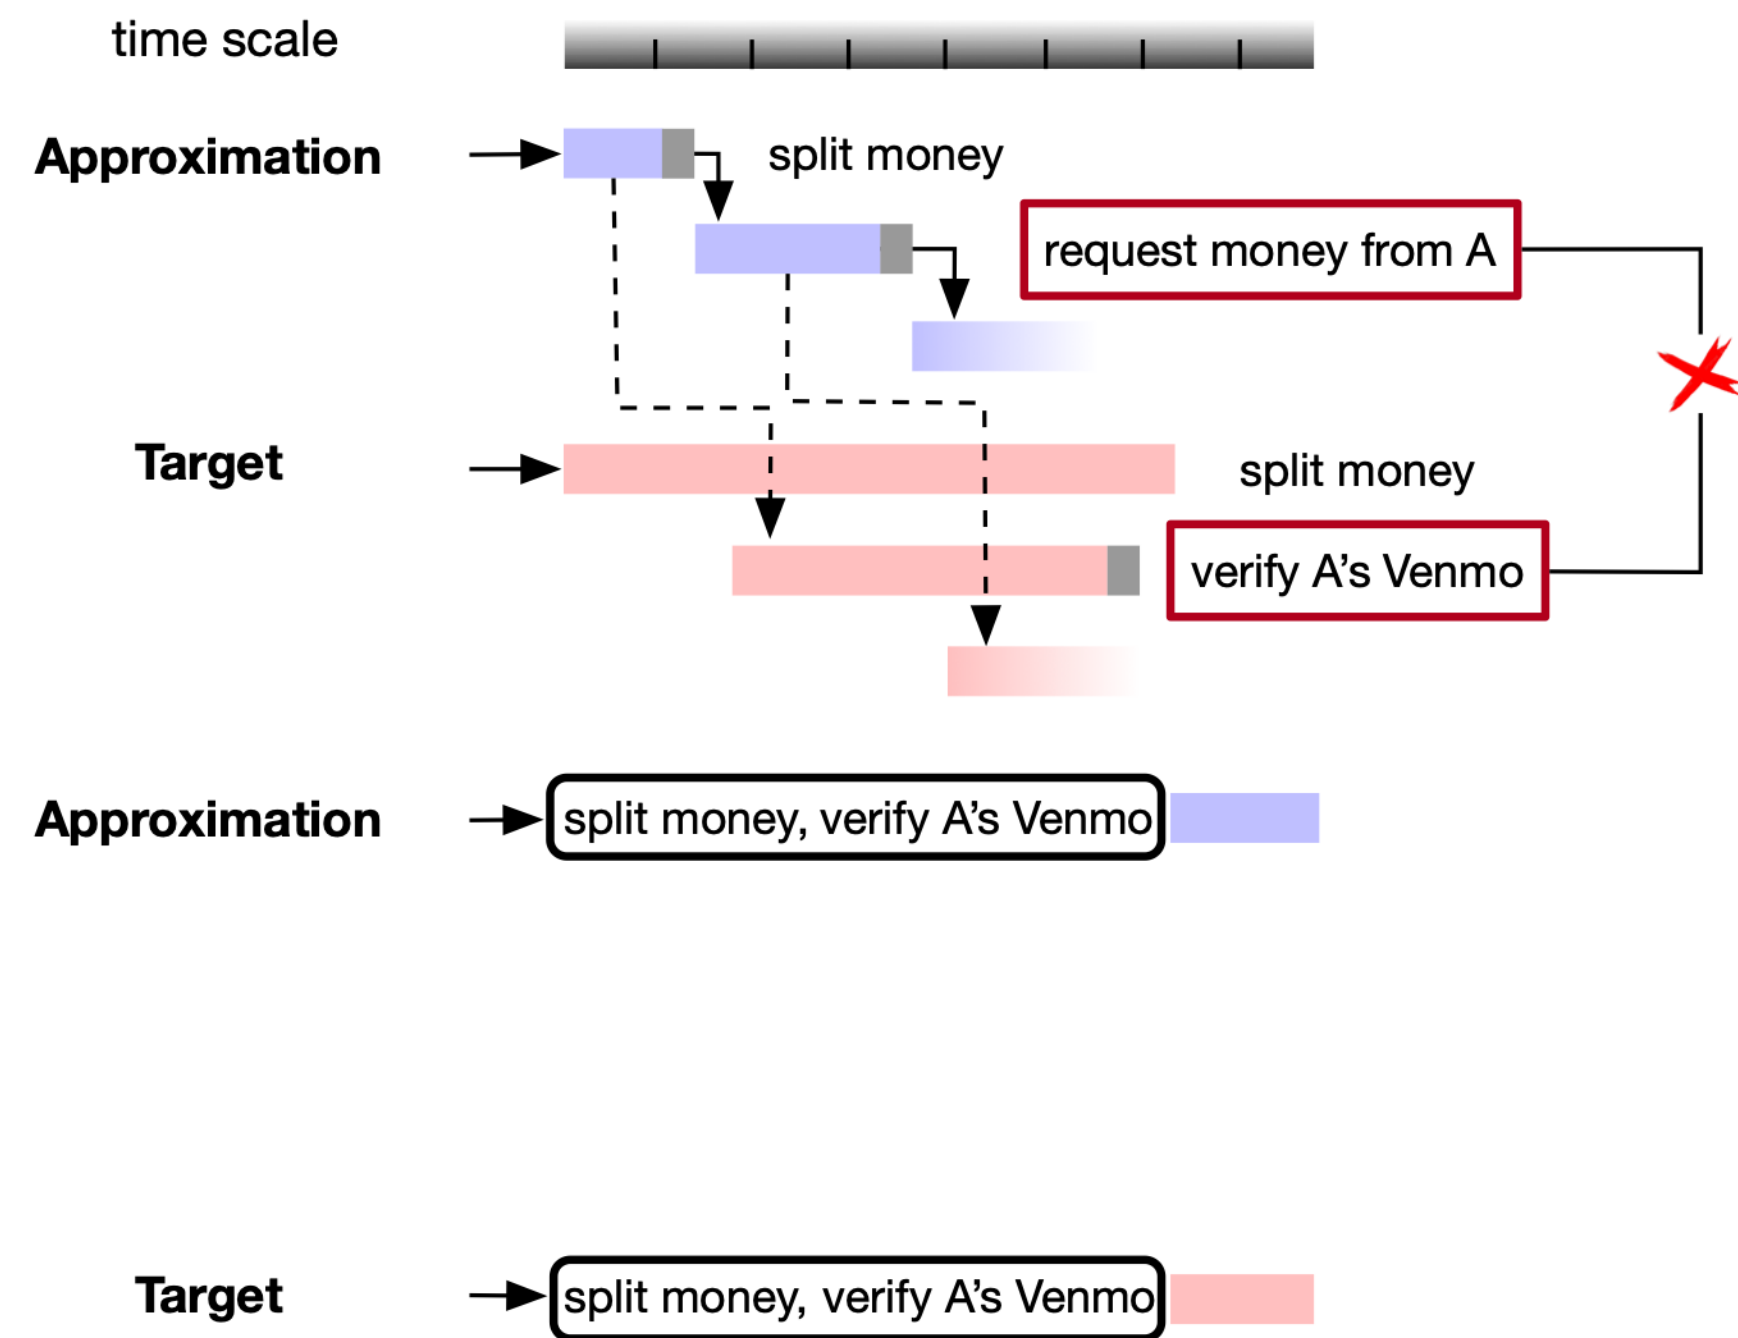 time scale
Approximation
split money
request money from A
Target
split money
verify A’s Venmo
Approximation
split money, verify A’s Venmo
Target
split money, verify A’s Venmo